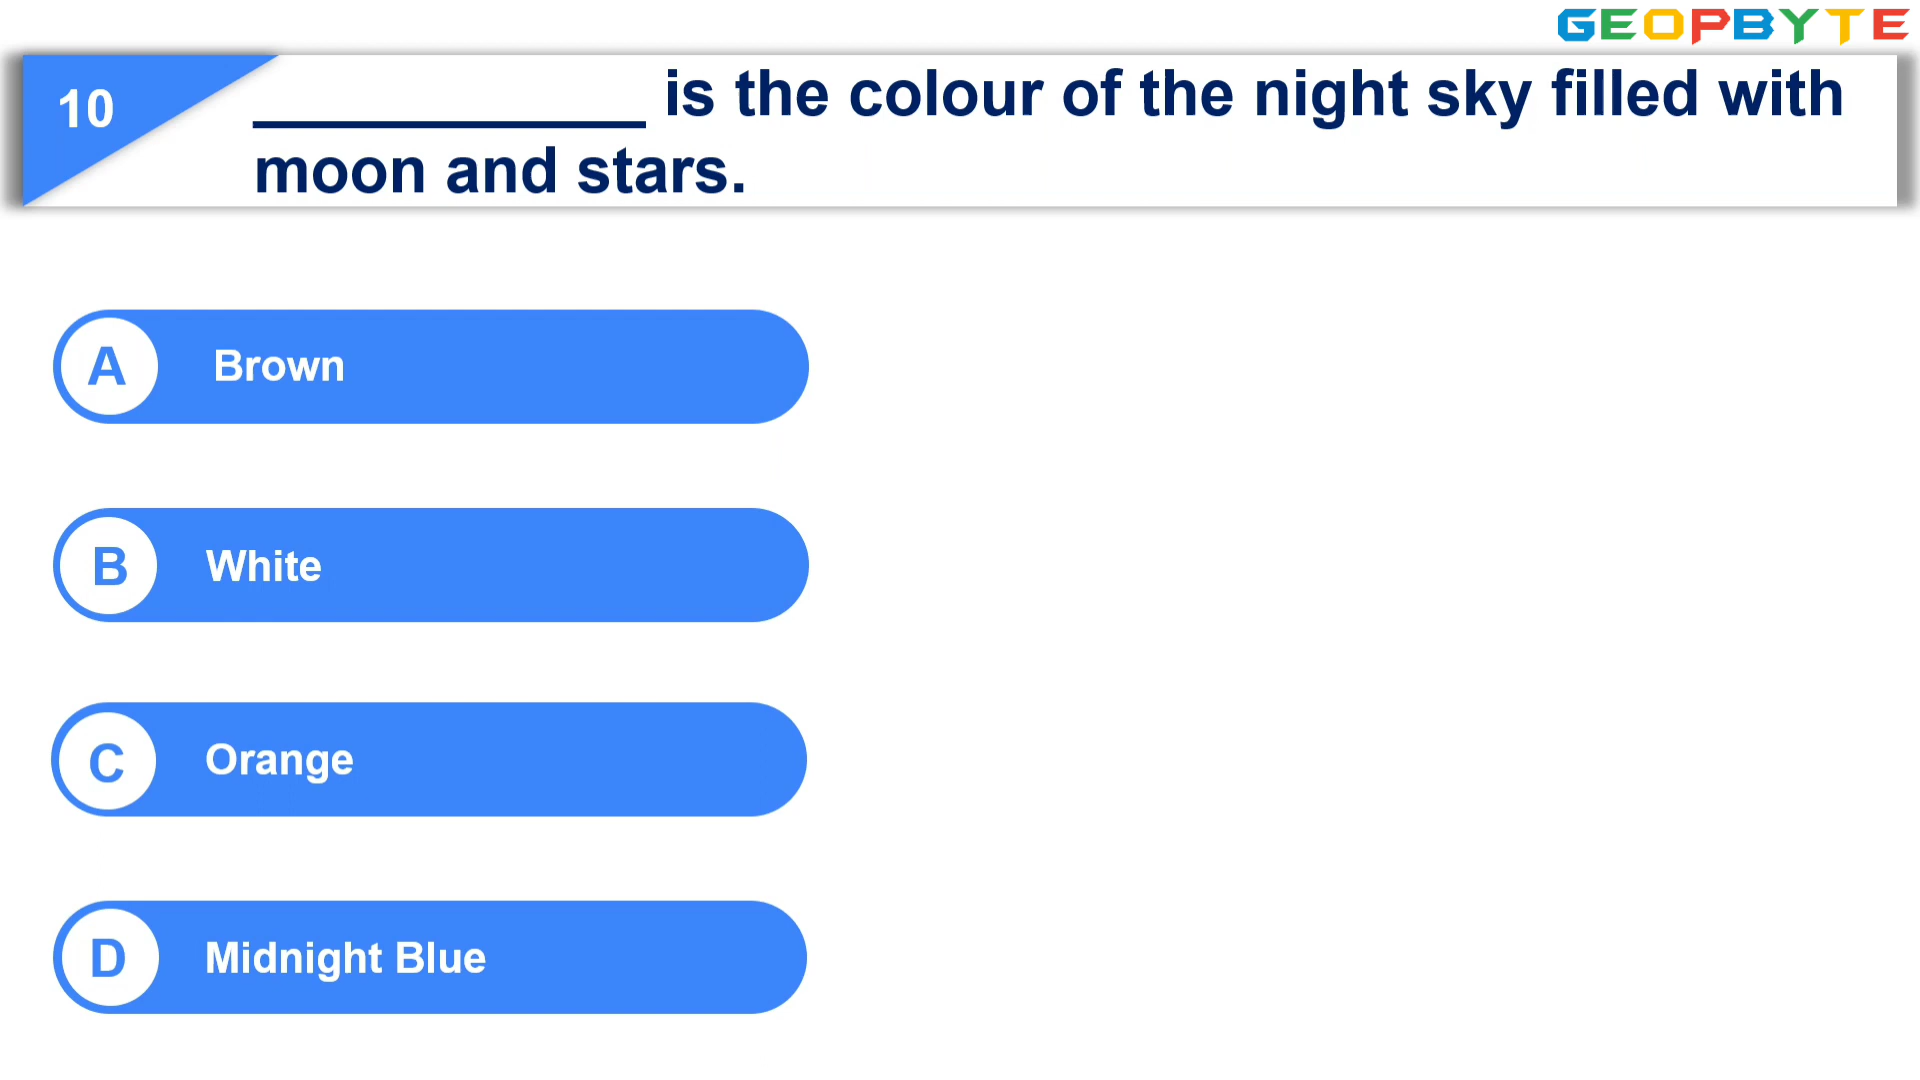 GEOPBYTE
10
____________ is the colour of the night sky filled with
moon and stars.
A Brown
B White
C Orange
D Midnight Blue